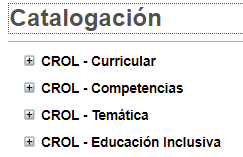 Catalogación
CROL - Curricular
CROL - Competencias
CROL - Temática
CROL - Educación Inclusiva